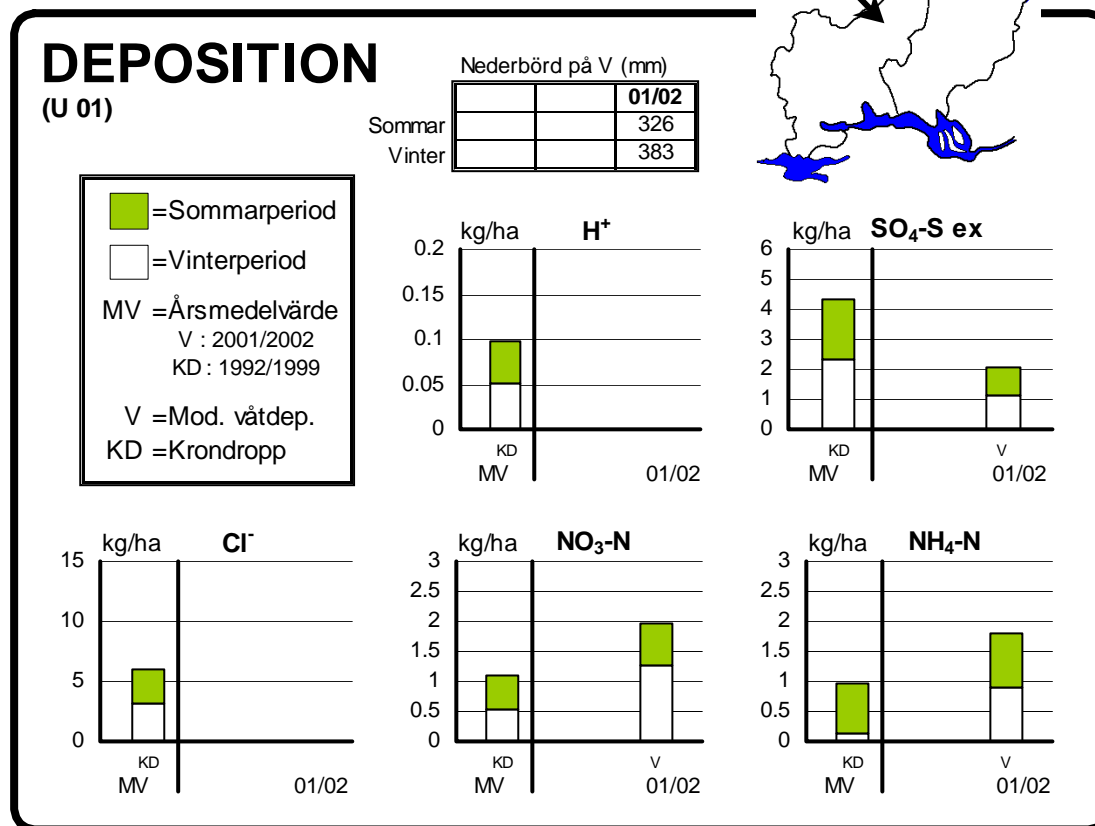 DEPOSITION
(U 01)
Nederbörd på V (mm)
01/02
Sommar 326
Vinter 383
=Sommarperiod
=Vinterperiod
MV =Årsmedelvärde
V : 2001/2002
KD : 1992/1999
V =Mod. våtdep.
KD =Krondropp
kg/ha H⁺
0.2
0.15
0.1
0.05
0
KD
MV 01/02
kg/ha SO₄-S ex
6
5
4
3
2
1
0
KD V
MV 01/02
kg/ha Cl⁻
15
10
5
0
KD
MV 01/02
kg/ha NO₃-N
3
2.5
2
1.5
1
0.5
0
KD V
MV 01/02
kg/ha NH₄-N
3
2.5
2
1.5
1
0.5
0
KD V
MV 01/02